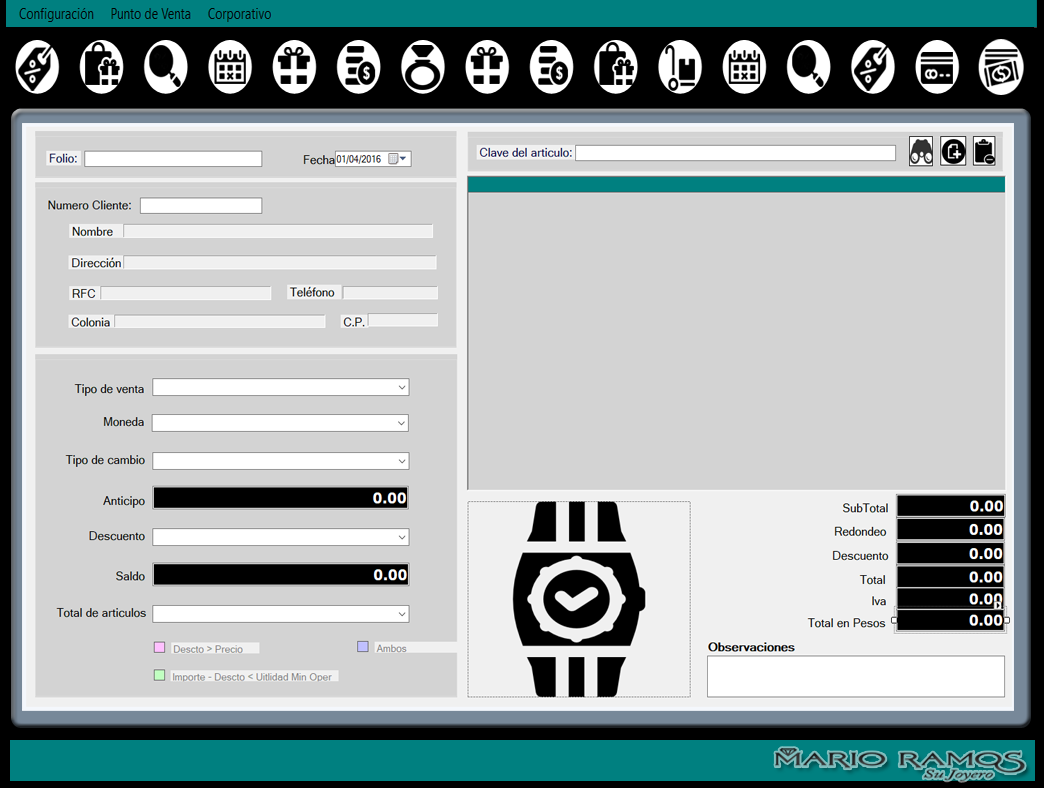 Configuración Punto de Venta Corporativo
Folio:
Fecha 01/04/2016
Numero Cliente:
Nombre
Dirección
RFC
Teléfono
Colonia
C.P.
Tipo de venta
Moneda
Tipo de cambio
Anticipo 0.00
Descuento
Saldo 0.00
Total de articulos
Descto > Precio
Ambos
Importe - Descto < Uitlidad Min Oper
Clave del articulo:
SubTotal 0.00
Redondeo 0.00
Descuento 0.00
Total 0.00
Iva 0.00
Total en Pesos 0.00
Observaciones
MARIO RAMOS
Su Joyero